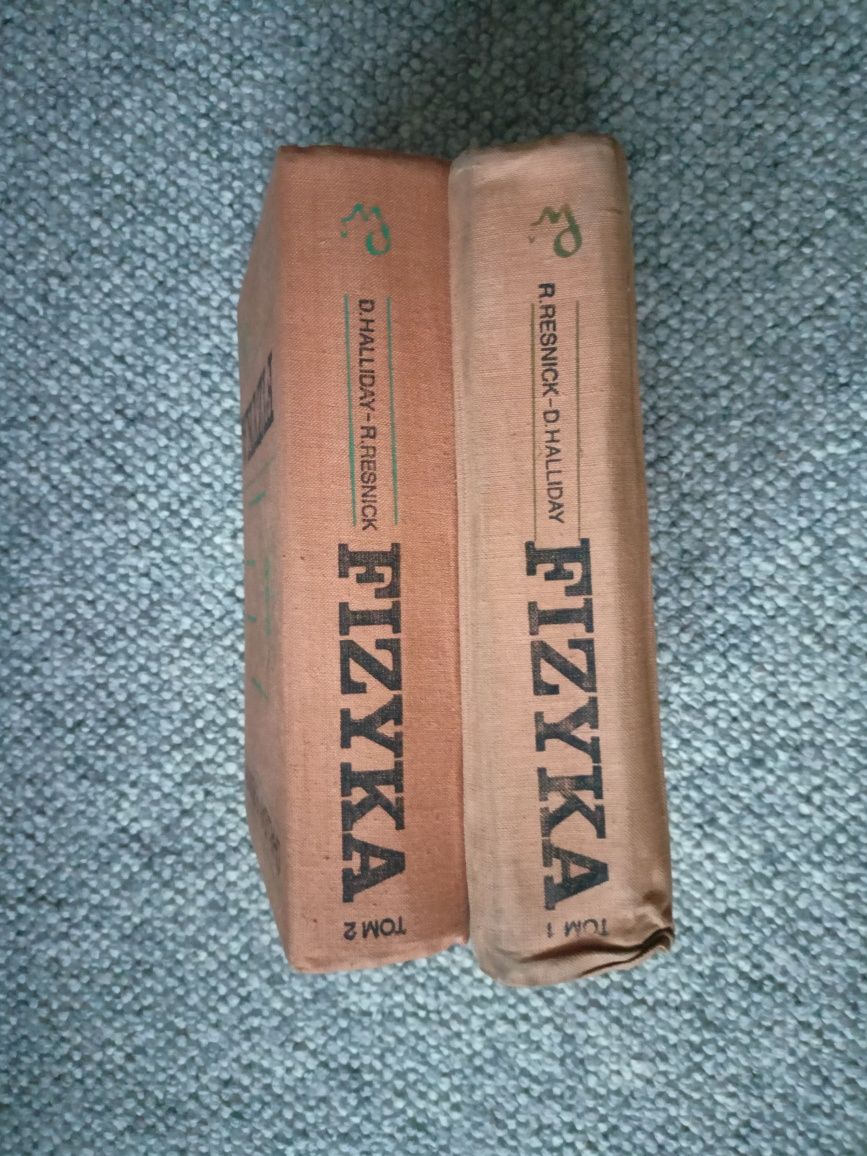 D.HALLIDAY-R.RESNICK
FIZYKA
TOM 2
R.RESNICK-D.HALLIDAY
FIZYKA
TOM 1